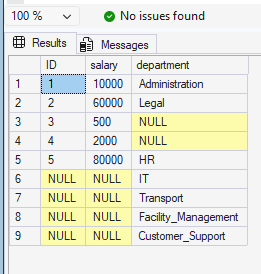 100 % No issues found
Results Messages
ID salary department
1 1 10000 Administration
2 2 60000 Legal
3 3 500 NULL
4 4 2000 NULL
5 5 80000 HR
6 NULL NULL IT
7 NULL NULL Transport
8 NULL NULL Facility_Management
9 NULL NULL Customer_Support